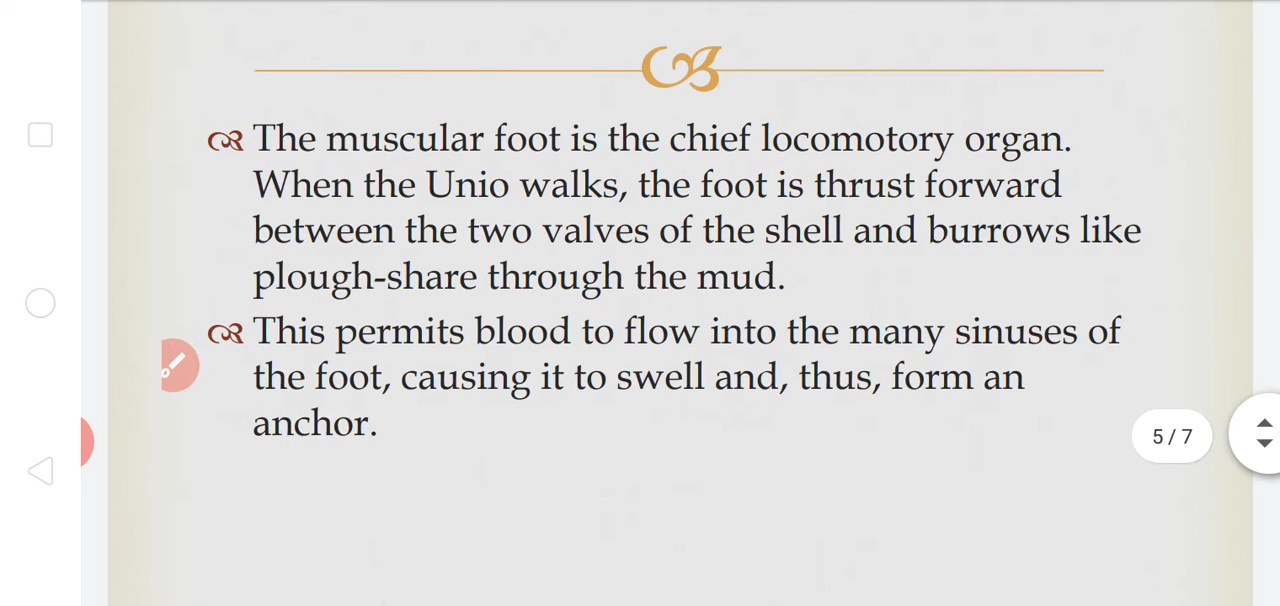 The muscular foot is the chief locomotory organ.
When the Unio walks, the foot is thrust forward
between the two valves of the shell and burrows like
plough-share through the mud.
This permits blood to flow into the many sinuses of
the foot, causing it to swell and, thus, form an
anchor.
5 / 7